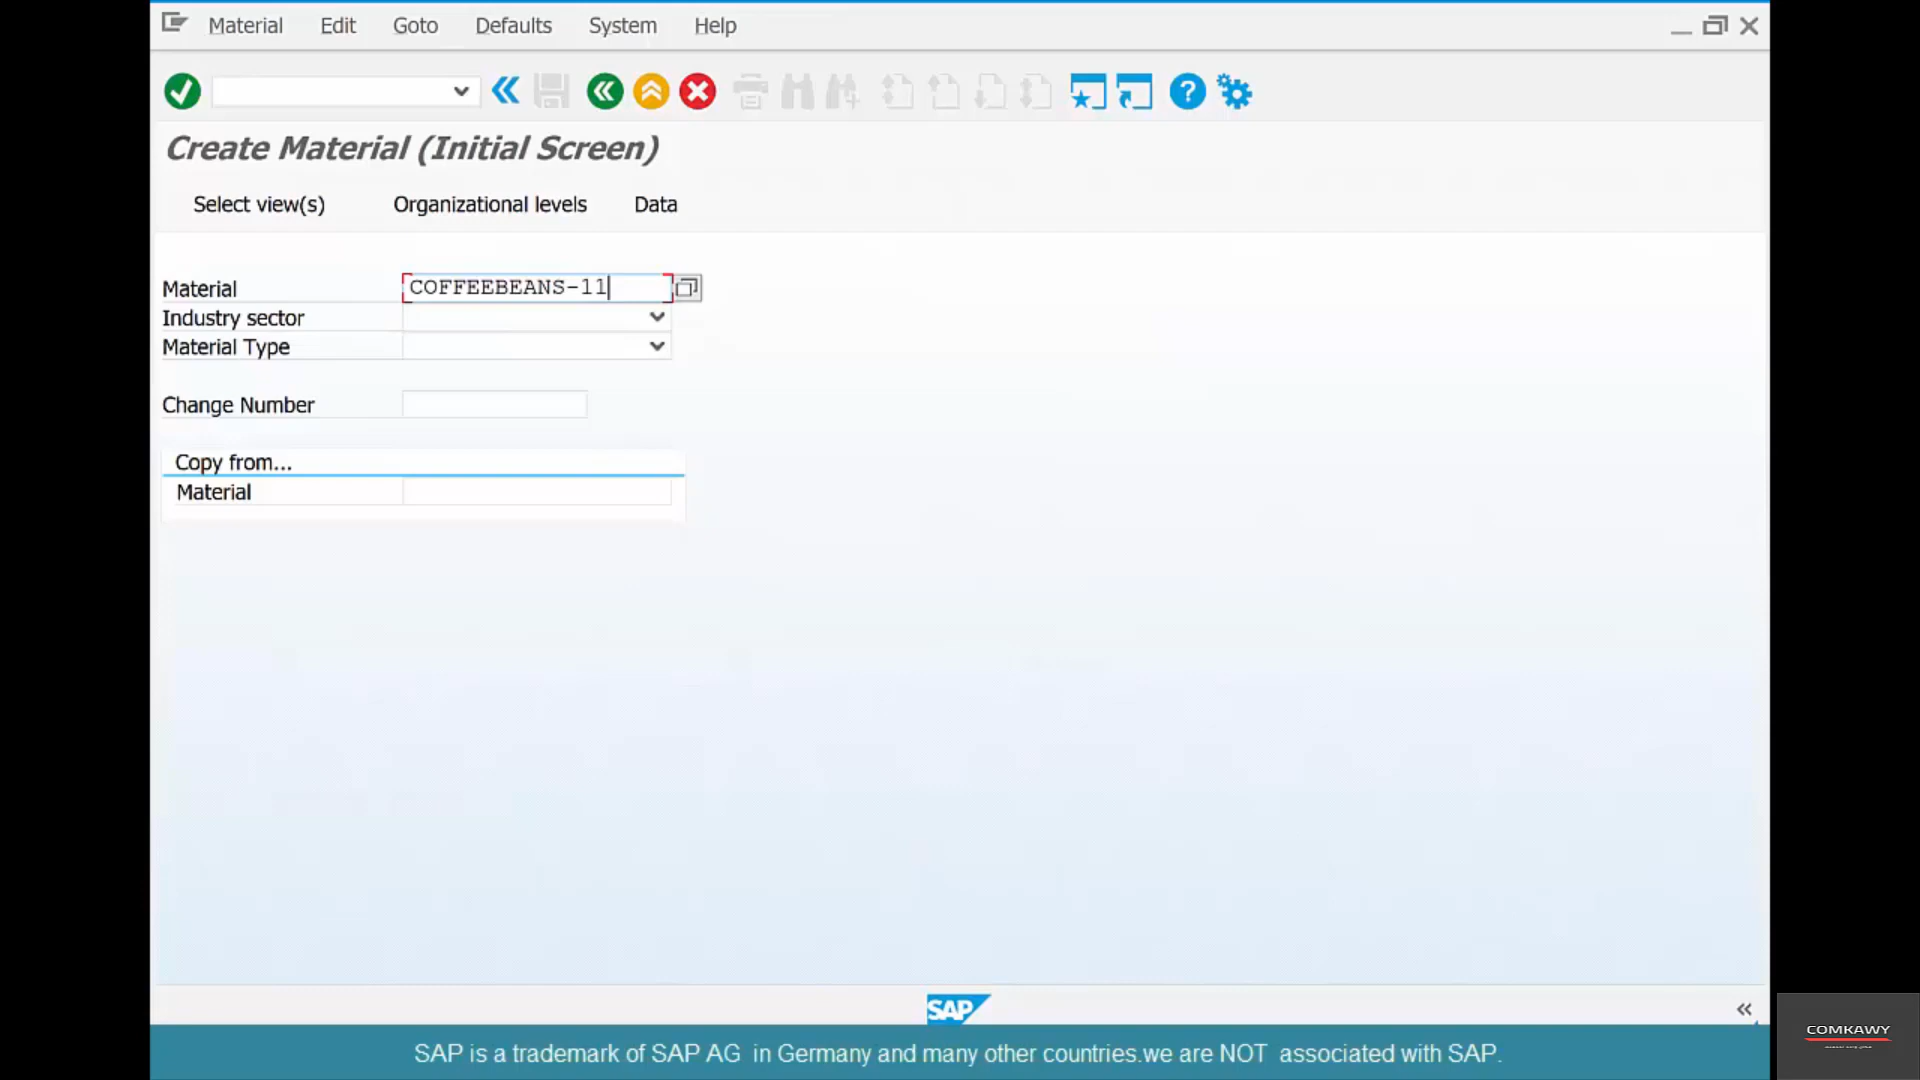 Material Edit Goto Defaults System Help
Create Material (Initial Screen)
Select view(s) Organizational levels Data
Material COFFEEBEANS-11
Industry sector
Material Type
Change Number
Copy from...
Material
SAP
SAP is a trademark of SAP AG in Germany and many other countries.we are NOT associated with SAP.
COMKAWY